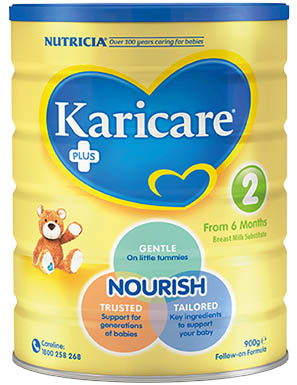 NUTRICIA Over 100 years caring for babies
Karicare®
PLUS
2
From 6 Months
Breast Milk Substitute
GENTLE
On little tummies
NOURISH
TRUSTED
Support for
generations
of babies
TAILORED
Key ingredients
to support
your baby
Careline:
1800 258 268
900g℮
Follow-on Formula